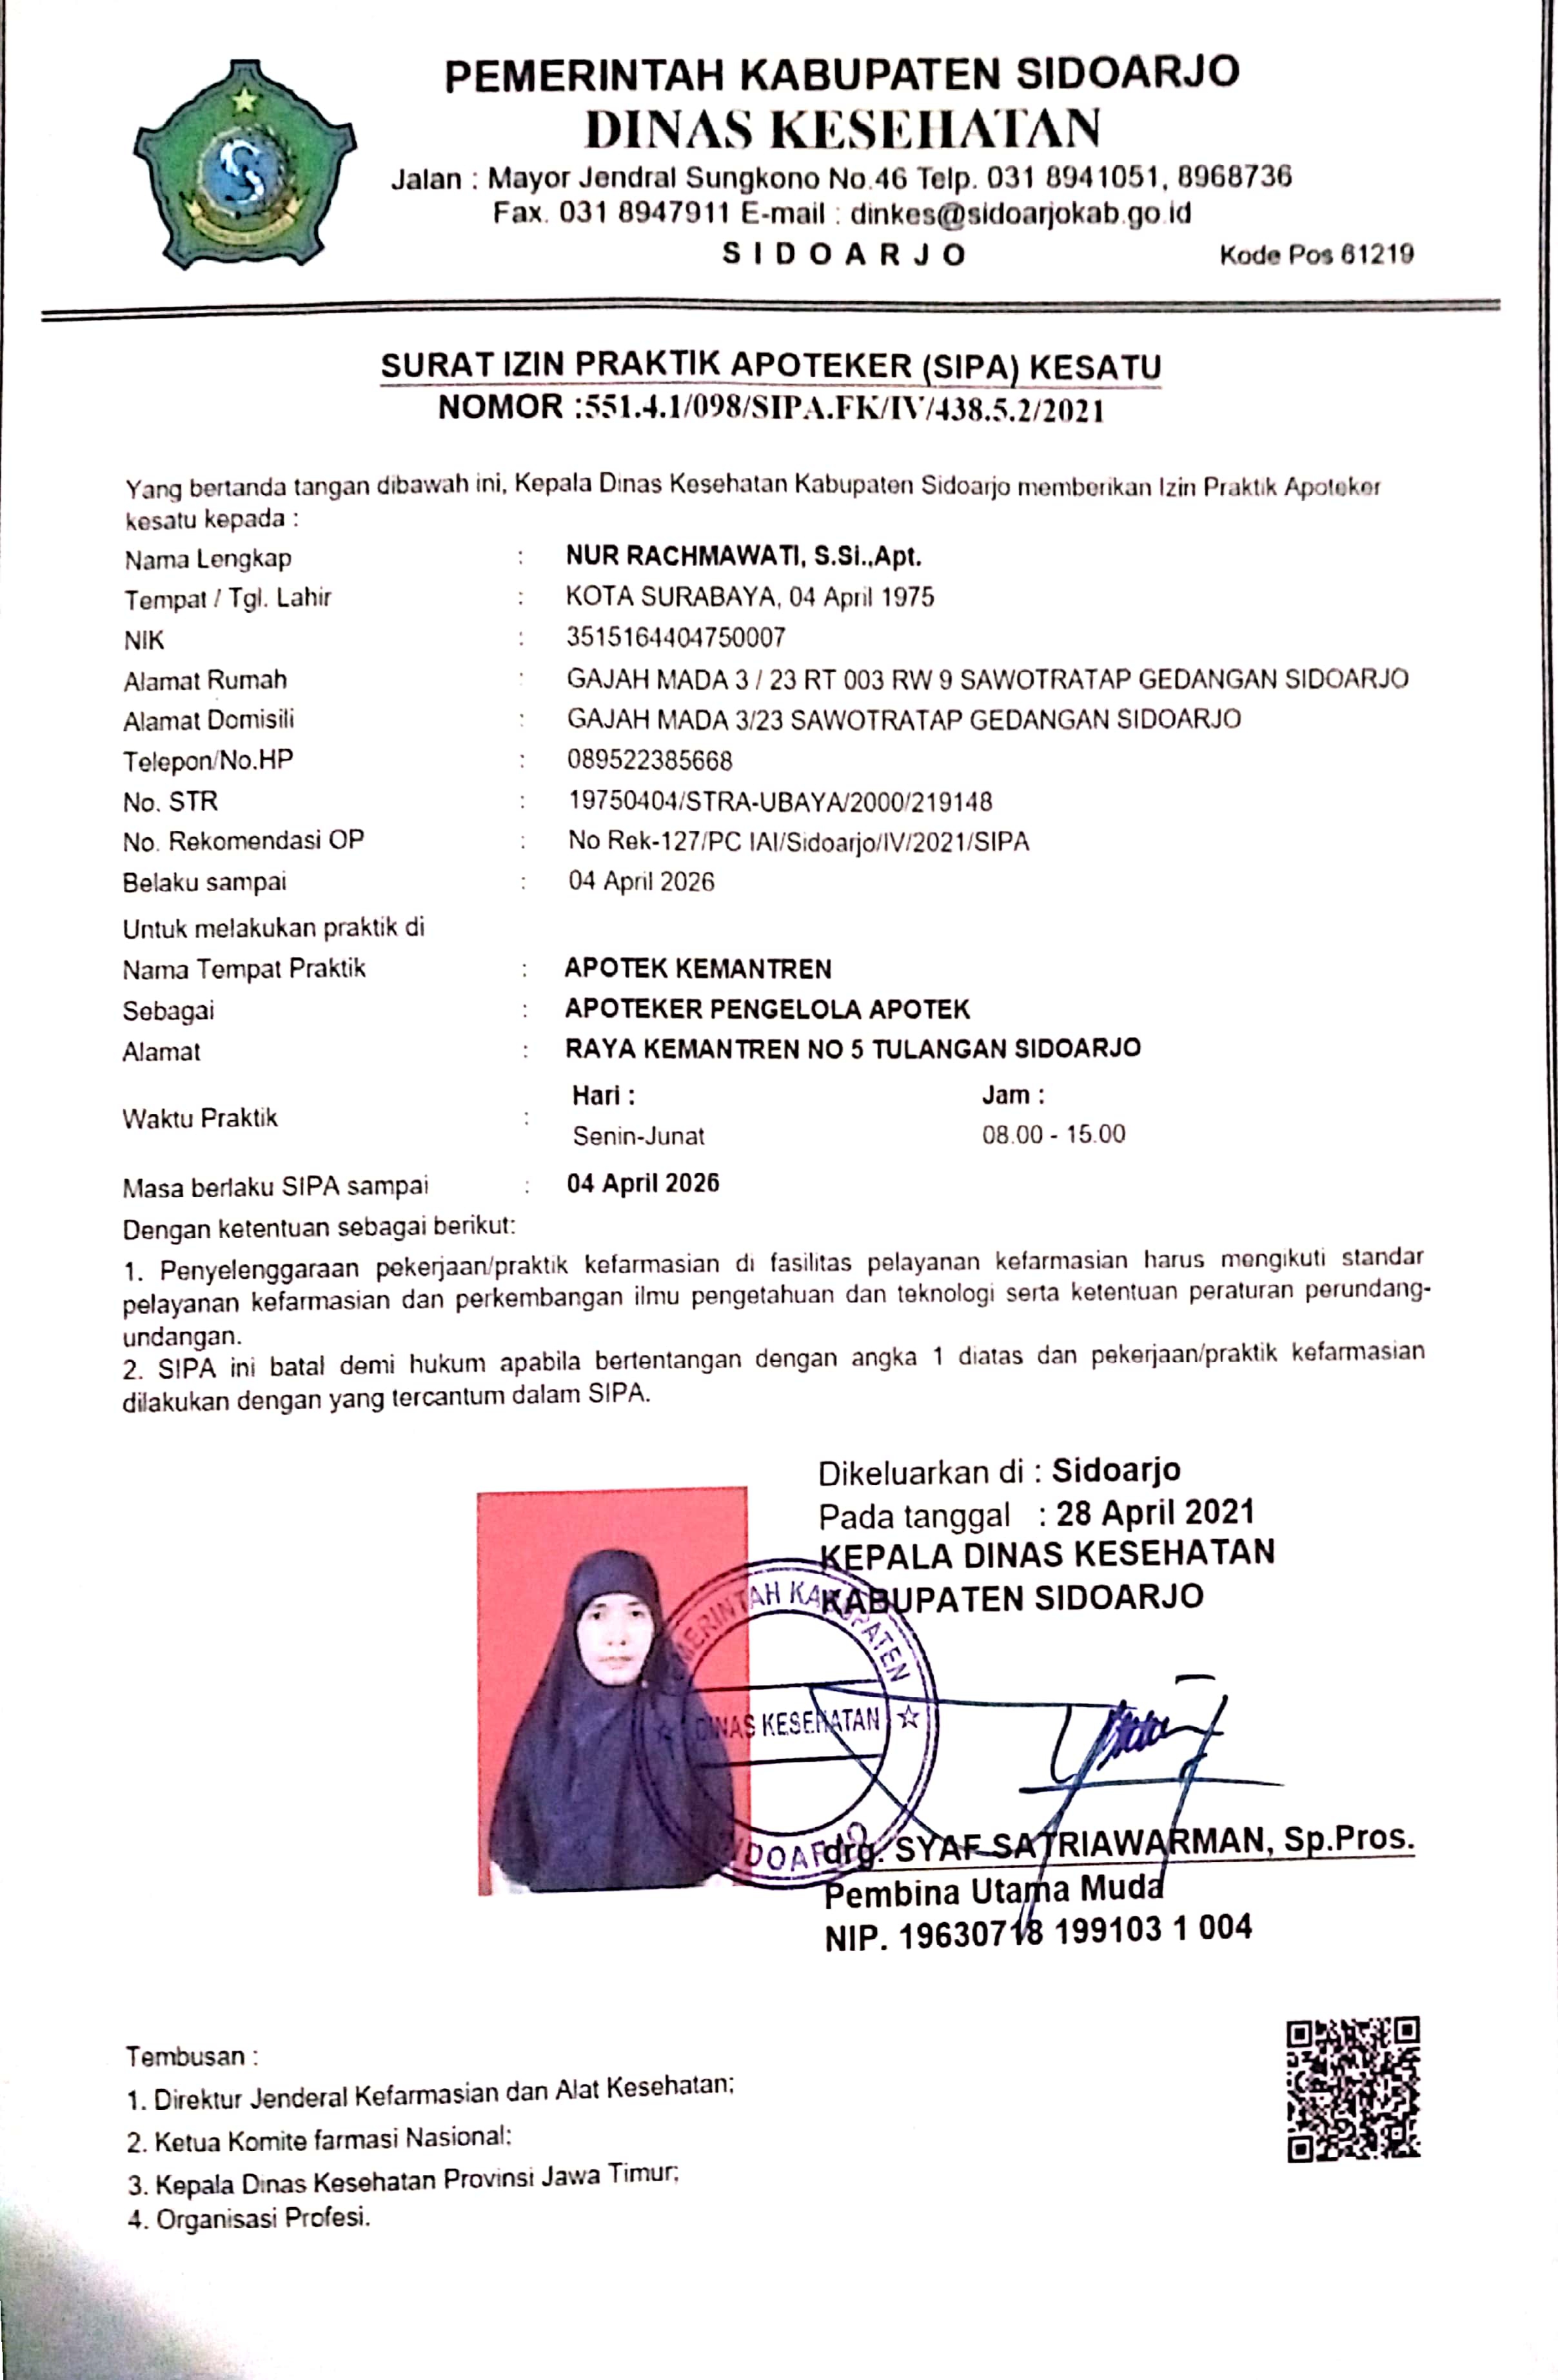 PEMERINTAH KABUPATEN SIDOARJO
DINAS KESEHATAN
Jalan : Mayor Jendral Sungkono No.46 Telp. 031 8941051, 8968736
Fax. 031 8947911 E-mail : dinkes@sidoarjokab.go.id
S I D O A R J O Kode Pos 61219
SURAT IZIN PRAKTIK APOTEKER (SIPA) KESATU
NOMOR :551.4.1/098/SIPA.FK/IV/438.5.2/2021
Yang bertanda tangan dibawah ini, Kepala Dinas Kesehatan Kabupaten Sidoarjo memberikan Izin Praktik Apoteker
kesatu kepada :
Nama Lengkap : NUR RACHMAWATI, S.Si.,Apt.
Tempat / Tgl. Lahir : KOTA SURABAYA, 04 April 1975
NIK : 3515164404750007
Alamat Rumah : GAJAH MADA 3 / 23 RT 003 RW 9 SAWOTRATAP GEDANGAN SIDOARJO
Alamat Domisili : GAJAH MADA 3/23 SAWOTRATAP GEDANGAN SIDOARJO
Telepon/No.HP : 089522385668
No. STR : 19750404/STRA-UBAYA/2000/219148
No. Rekomendasi OP : No Rek-127/PC IAI/Sidoarjo/IV/2021/SIPA
Belaku sampai : 04 April 2026
Untuk melakukan praktik di
Nama Tempat Praktik : APOTEK KEMANTREN
Sebagai : APOTEKER PENGELOLA APOTEK
Alamat : RAYA KEMANTREN NO 5 TULANGAN SIDOARJO
Hari : Jam :
Waktu Praktik :
Senin-Junat 08.00 - 15.00
Masa berlaku SIPA sampai : 04 April 2026
Dengan ketentuan sebagai berikut:
1. Penyelenggaraan pekerjaan/praktik kefarmasian di fasilitas pelayanan kefarmasian harus mengikuti standar
pelayanan kefarmasian dan perkembangan ilmu pengetahuan dan teknologi serta ketentuan peraturan perundang-
undangan.
2. SIPA ini batal demi hukum apabila bertentangan dengan angka 1 diatas dan pekerjaan/praktik kefarmasian
dilakukan dengan yang tercantum dalam SIPA.
Dikeluarkan di : Sidoarjo
Pada tanggal : 28 April 2021
KEPALA DINAS KESEHATAN
KABUPATEN SIDOARJO
DINAS KESEHATAN
drg. SYAF SATRIAWARMAN, Sp.Pros.
Pembina Utama Muda
NIP. 19630718 199103 1 004
Tembusan :
1. Direktur Jenderal Kefarmasian dan Alat Kesehatan;
2. Ketua Komite farmasi Nasional;
3. Kepala Dinas Kesehatan Provinsi Jawa Timur;
4. Organisasi Profesi.